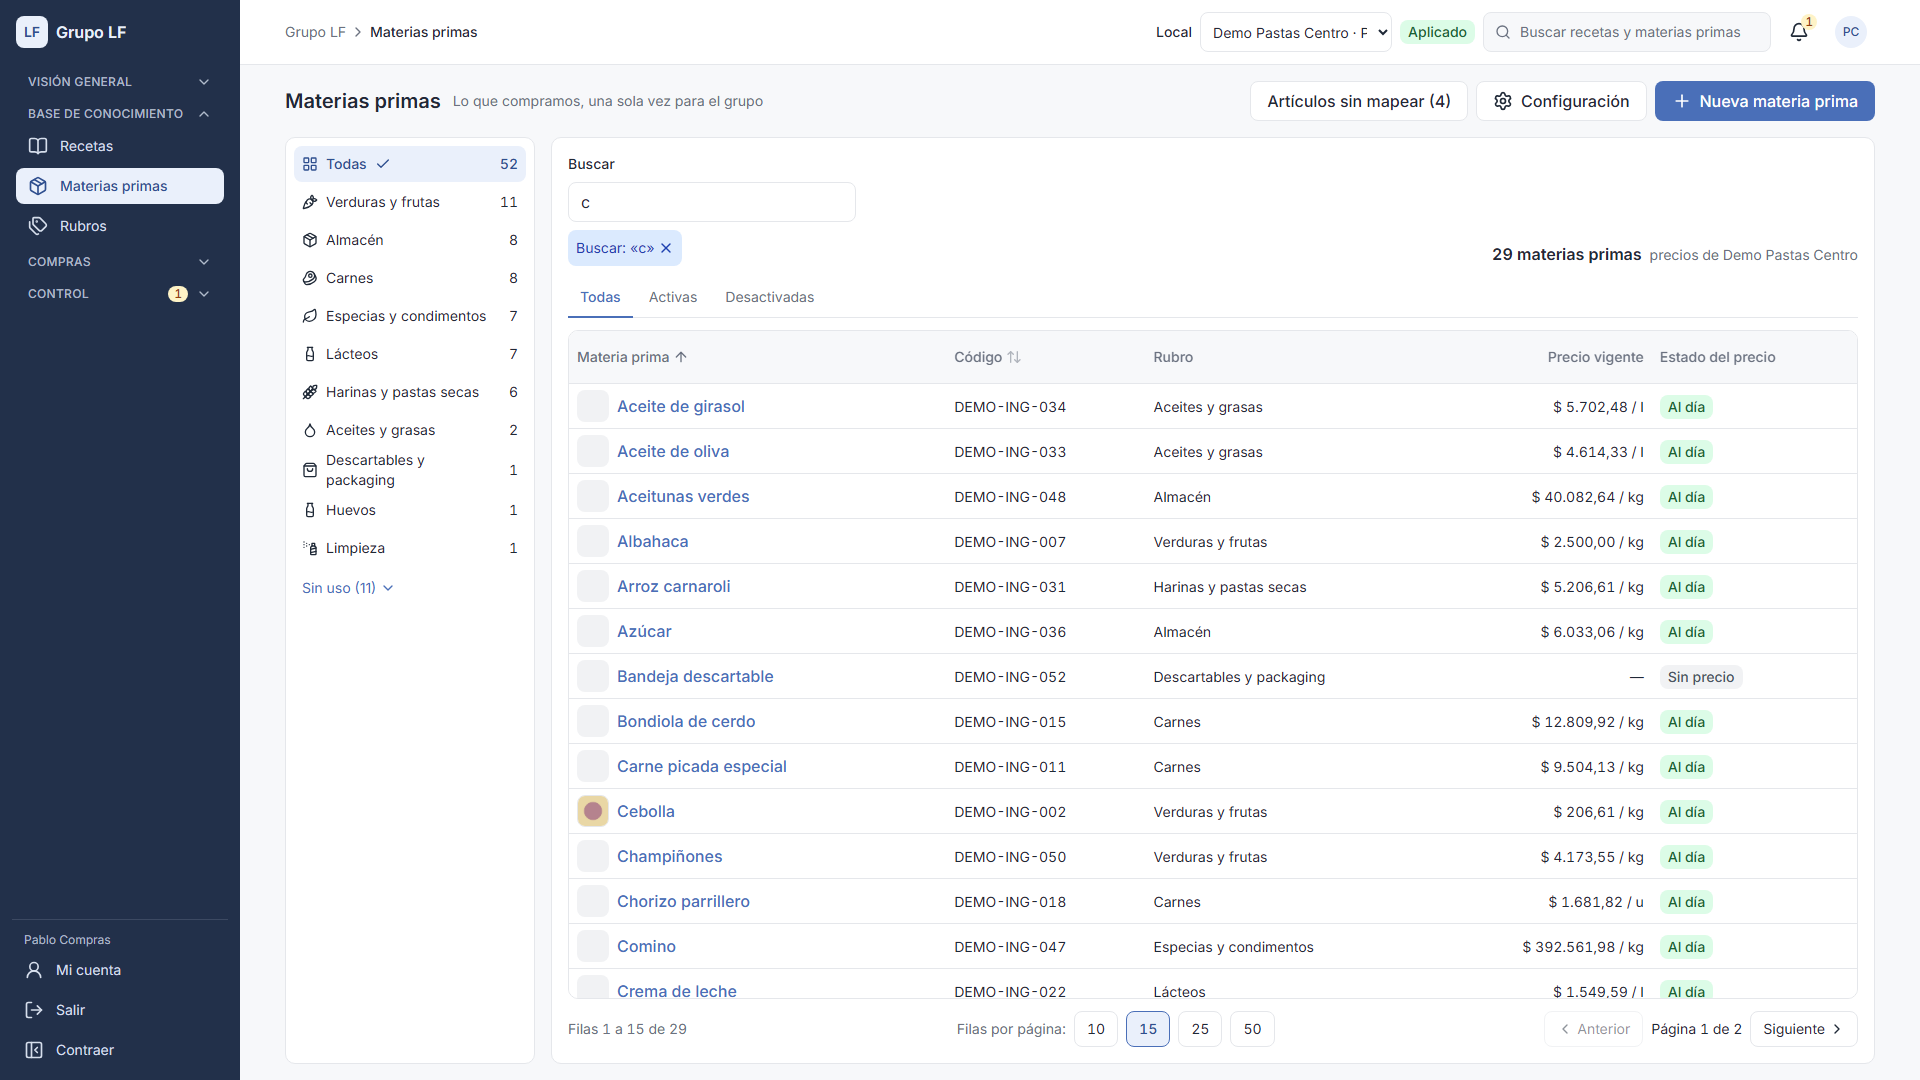 LF Grupo LF
VISIÓN GENERAL
BASE DE CONOCIMIENTO
Recetas
Materias primas
Rubros
COMPRAS
CONTROL 1
Pablo Compras
Mi cuenta
Salir
Contraer
Grupo LF > Materias primas
Local Demo Pastas Centro · P Aplicado Buscar recetas y materias primas 1 PC
Materias primas Lo que compramos, una sola vez para el grupo
Artículos sin mapear (4) Configuración + Nueva materia prima
Todas 52
Verduras y frutas 11
Almacén 8
Carnes 8
Especias y condimentos 7
Lácteos 7
Harinas y pastas secas 6
Aceites y grasas 2
Descartables y
packaging 1
Huevos 1
Limpieza 1
Sin uso (11)
Buscar
c
Buscar: «c» ×
29 materias primas precios de Demo Pastas Centro
Todas Activas Desactivadas
Materia prima Código Rubro Precio vigente Estado del precio
Aceite de girasol DEMO-ING-034 Aceites y grasas $ 5.702,48 / l Al día
Aceite de oliva DEMO-ING-033 Aceites y grasas $ 4.614,33 / l Al día
Aceitunas verdes DEMO-ING-048 Almacén $ 40.082,64 / kg Al día
Albahaca DEMO-ING-007 Verduras y frutas $ 2.500,00 / kg Al día
Arroz carnaroli DEMO-ING-031 Harinas y pastas secas $ 5.206,61 / kg Al día
Azúcar DEMO-ING-036 Almacén $ 6.033,06 / kg Al día
Bandeja descartable DEMO-ING-052 Descartables y packaging — Sin precio
Bondiola de cerdo DEMO-ING-015 Carnes $ 12.809,92 / kg Al día
Carne picada especial DEMO-ING-011 Carnes $ 9.504,13 / kg Al día
Cebolla DEMO-ING-002 Verduras y frutas $ 206,61 / kg Al día
Champiñones DEMO-ING-050 Verduras y frutas $ 4.173,55 / kg Al día
Chorizo parrillero DEMO-ING-018 Carnes $ 1.681,82 / u Al día
Comino DEMO-ING-047 Especias y condimentos $ 392.561,98 / kg Al día
Crema de leche DEMO-ING-022 Lácteos $ 1.549,59 / l Al día
Filas 1 a 15 de 29 Filas por página: 10 15 25 50 Anterior Página 1 de 2 Siguiente